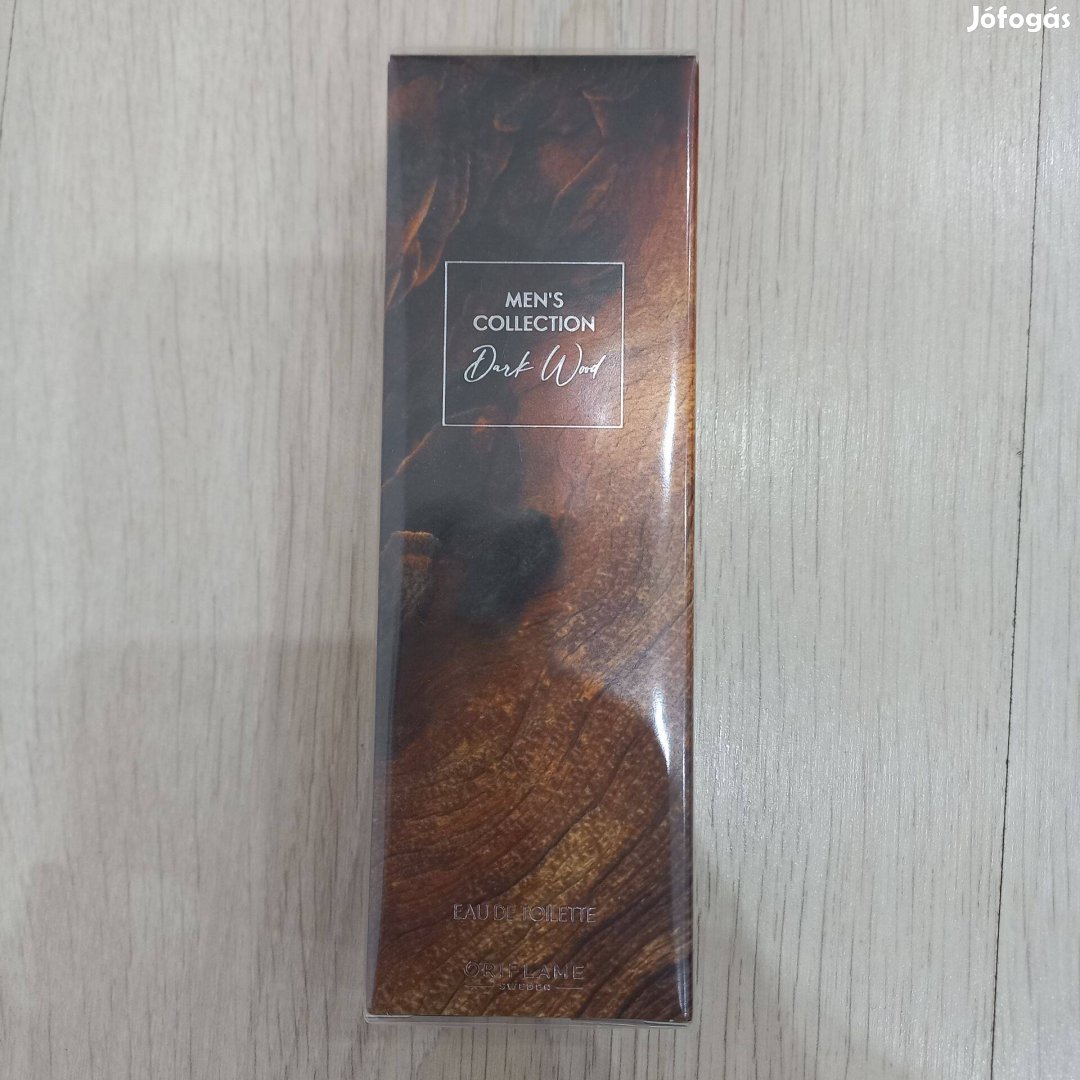 Jófogás
MEN'S
COLLECTION
Dark Wood
EAU DE TOILETTE
ORIFLAME
SWEDEN